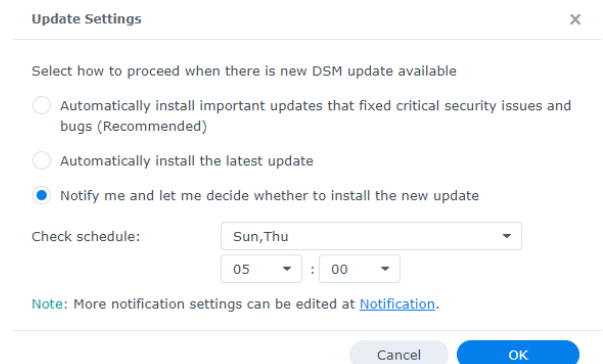 Update Settings
Select how to proceed when there is new DSM update available
Automatically install important updates that fixed critical security issues and
bugs (Recommended)
Automatically install the latest update
Notify me and let me decide whether to install the new update
Check schedule: Sun,Thu
05 : 00
Note: More notification settings can be edited at Notification.
Cancel OK